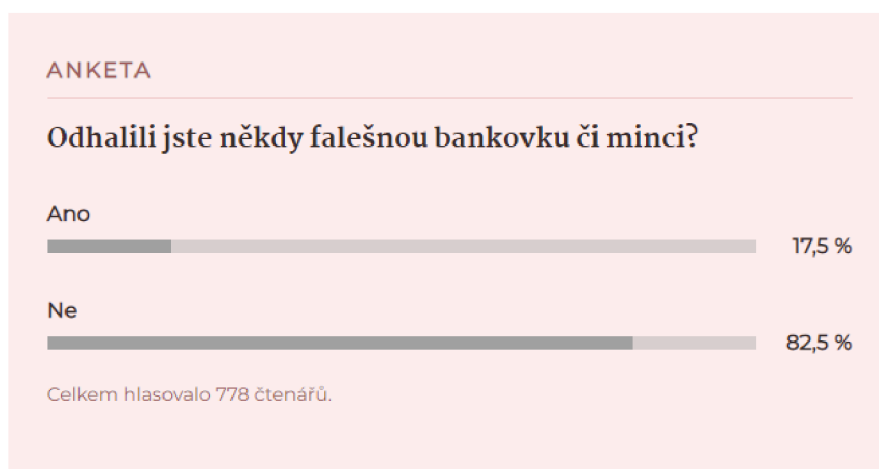 ANKETA
Odhalili jste někdy falešnou bankovku či minci?
Ano
17,5 %
Ne
82,5 %
Celkem hlasovalo 778 čtenářů.